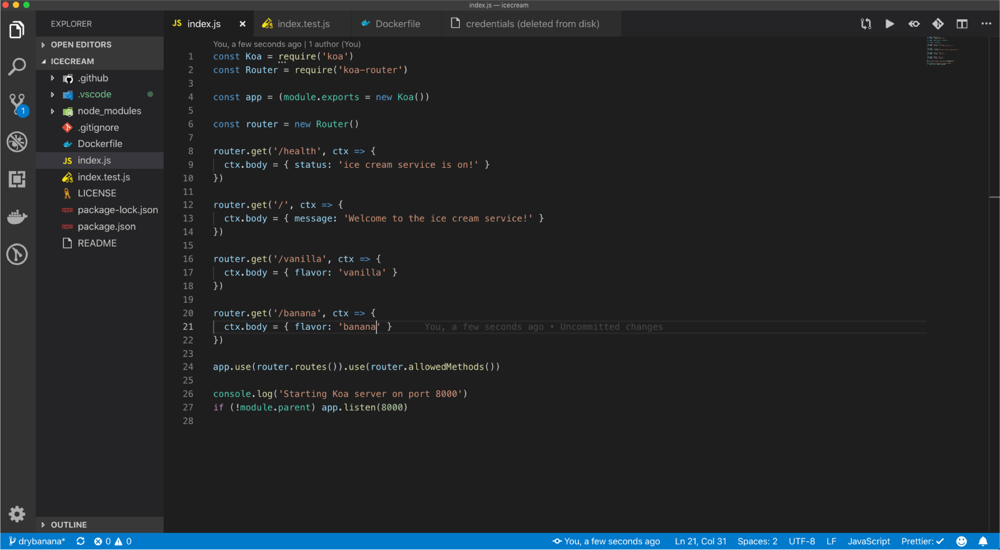 index.js — icecream
EXPLORER
OPEN EDITORS
ICECREAM
.github
.vscode
node_modules
.gitignore
Dockerfile
JS index.js
index.test.js
LICENSE
package-lock.json
package.json
README
OUTLINE
1
JS index.js
index.test.js
Dockerfile
credentials (deleted from disk)
You, a few seconds ago | 1 author (You)
1 const Koa = require('koa')
2 const Router = require('koa-router')
3
4 const app = (module.exports = new Koa())
5
6 const router = new Router()
7
8 router.get('/health', ctx => {
9 ctx.body = { status: 'ice cream service is on!' }
10 })
11
12 router.get('/', ctx => {
13 ctx.body = { message: 'Welcome to the ice cream service!' }
14 })
15
16 router.get('/vanilla', ctx => {
17 ctx.body = { flavor: 'vanilla' }
18 })
19
20 router.get('/banana', ctx => {
21 ctx.body = { flavor: 'banana' } You, a few seconds ago • Uncommitted changes
22 })
23
24 app.use(router.routes()).use(router.allowedMethods())
25
26 console.log('Starting Koa server on port 8000')
27 if (!module.parent) app.listen(8000)
28
drybanana* 0 0 You, a few seconds ago Ln 21, Col 31 Spaces: 2 UTF-8 LF JavaScript Prettier: ✓